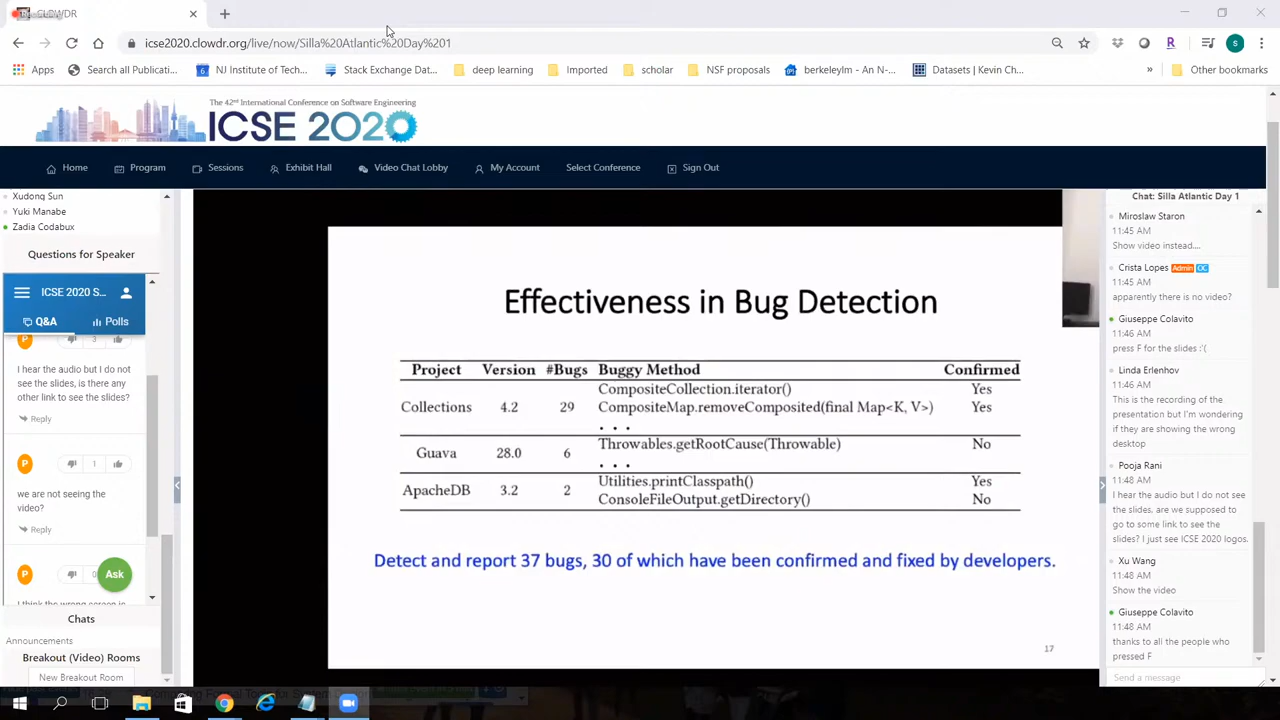 CLOWDR
icse2020.clowdr.org/live/now/Silla%20Atlantic%20Day%201
S
Apps
Search all Publicati...
NJ Institute of Tech...
Stack Exchange Dat...
deep learning
Imported
scholar
NSF proposals
berkeleylm - An N-...
Datasets ( Kevin Ch...
»
Other bookmarks
The 42nd International Conference on Software Engineering
ICSE 2020
Home
Program
Sessions
Exhibit Hall
Video Chat Lobby
My Account
Select Conference
Sign Out
Xudong Sun
Yuki Manabe
Zadia Codabux
Questions for Speaker
ICSE 2020 S...
Q&A
Polls
P
3
I hear the audio but I do not
see the slides, is there any
other link to see the slides?
Reply
P
1
we are not seeing the
video?
Reply
P
0
Ask
I think the wrong screen is
Chats
Announcements
Breakout (Video) Rooms
New Breakout Room
Effectiveness in Bug Detection
Project Version #Bugs Buggy Method Confirmed
CompositeCollection.iterator() Yes
Collections 4.2 29 CompositeMap.removeComposited(final Map<K, V>) Yes
. . .
Throwables.getRootCause(Throwable) No
Guava 28.0 6
. . .
Utilities.printClasspath() Yes
ApacheDB 3.2 2
ConsoleFileOutput.getDirectory() No
Detect and report 37 bugs, 30 of which have been confirmed and fixed by developers.
17
Chat: Silla Atlantic Day 1
Miroslaw Staron
11:45 AM
Show video instead....
Crista Lopes Admin OC
11:45 AM
apparently there is no video?
Giuseppe Colavito
11:46 AM
press F for the slides :'(
Linda Erlenhov
11:46 AM
This is the recording of the
presentation but I'm wondering
if they are showing the wrong
desktop
Pooja Rani
11:48 AM
I hear the audio but I do not see
the slides, are we supposed to
go to some link to see the
slides? I just see ICSE 2020 logos.
Xu Wang
11:48 AM
Show the video
Giuseppe Colavito
11:48 AM
thanks to all the people who
pressed F
Send a message